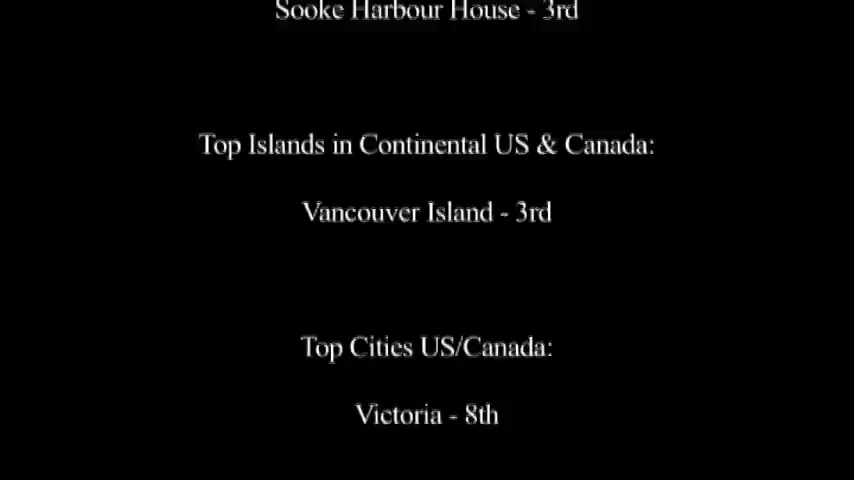 Sooke Harbour House - 3rd
Top Islands in Continental US & Canada:
Vancouver Island - 3rd
Top Cities US/Canada:
Victoria - 8th